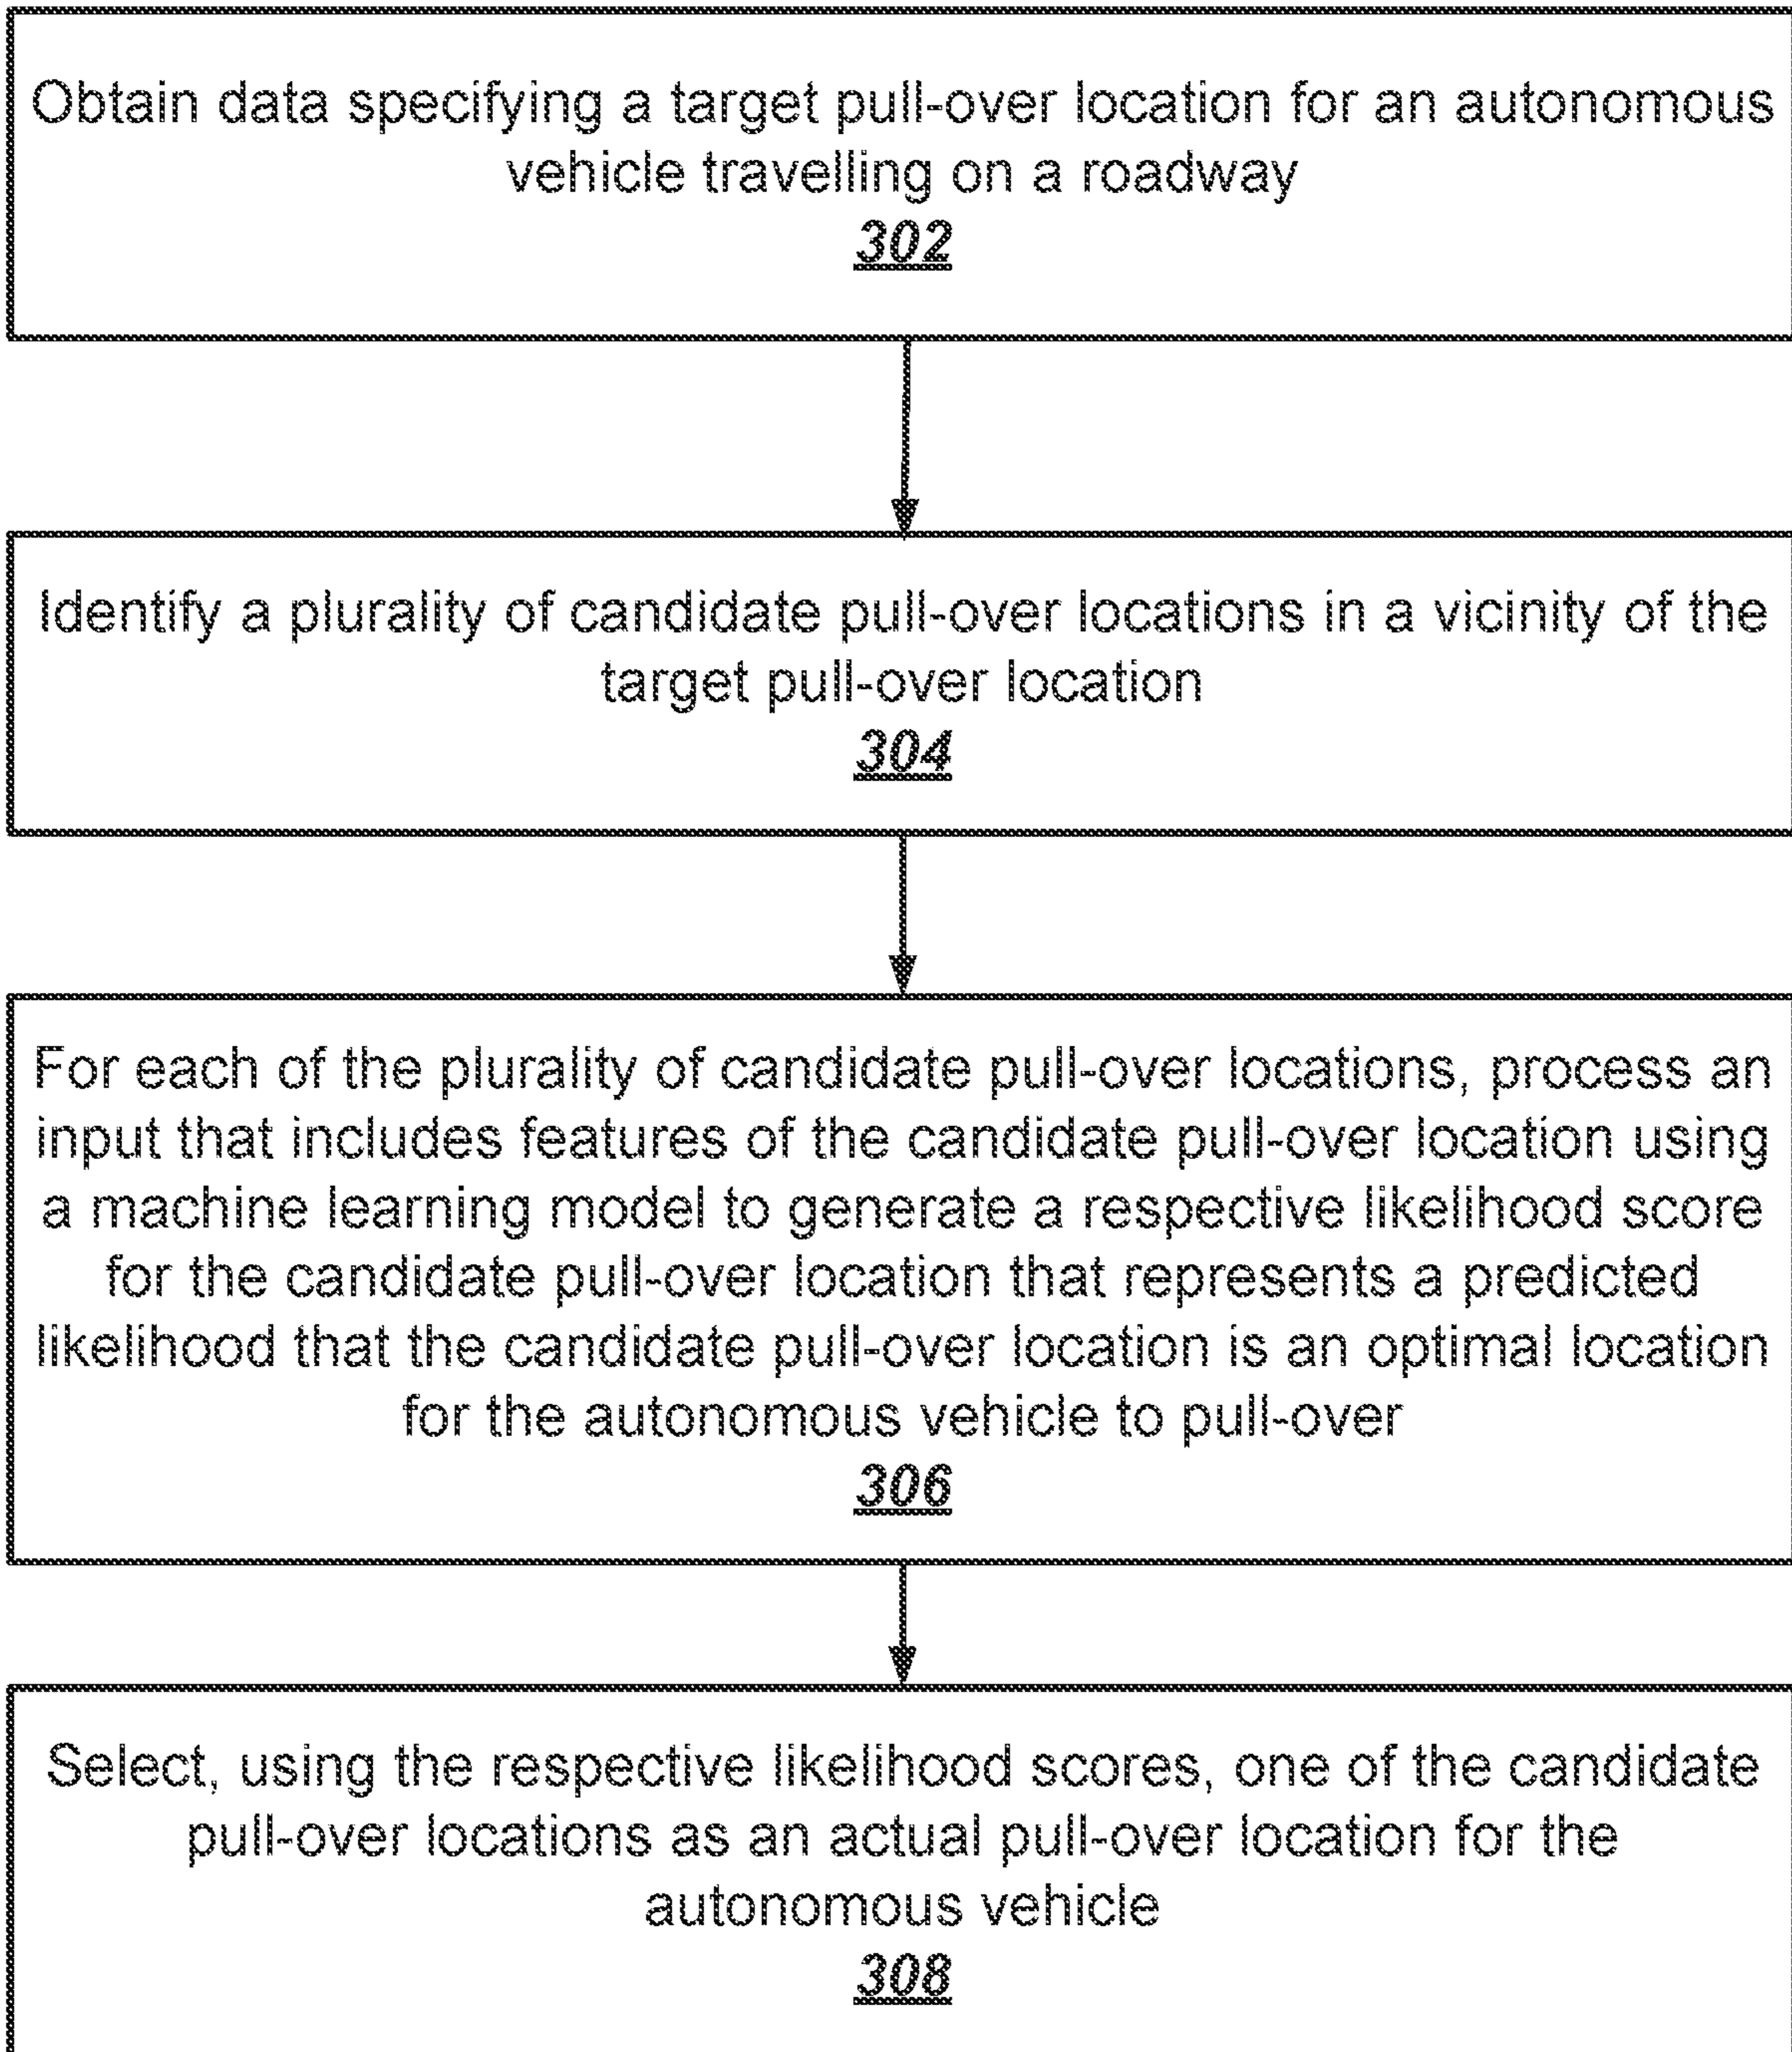 Obtain data specifying a target pull-over location for an autonomous
vehicle travelling on a roadway
302
Identify a plurality of candidate pull-over locations in a vicinity of the
target pull-over location
304
For each of the plurality of candidate pull-over locations, process an
input that includes features of the candidate pull-over location using
a machine learning model to generate a respective likelihood score
for the candidate pull-over location that represents a predicted
likelihood that the candidate pull-over location is an optimal location
for the autonomous vehicle to pull-over
306
Select, using the respective likelihood scores, one of the candidate
pull-over locations as an actual pull-over location for the
autonomous vehicle
308